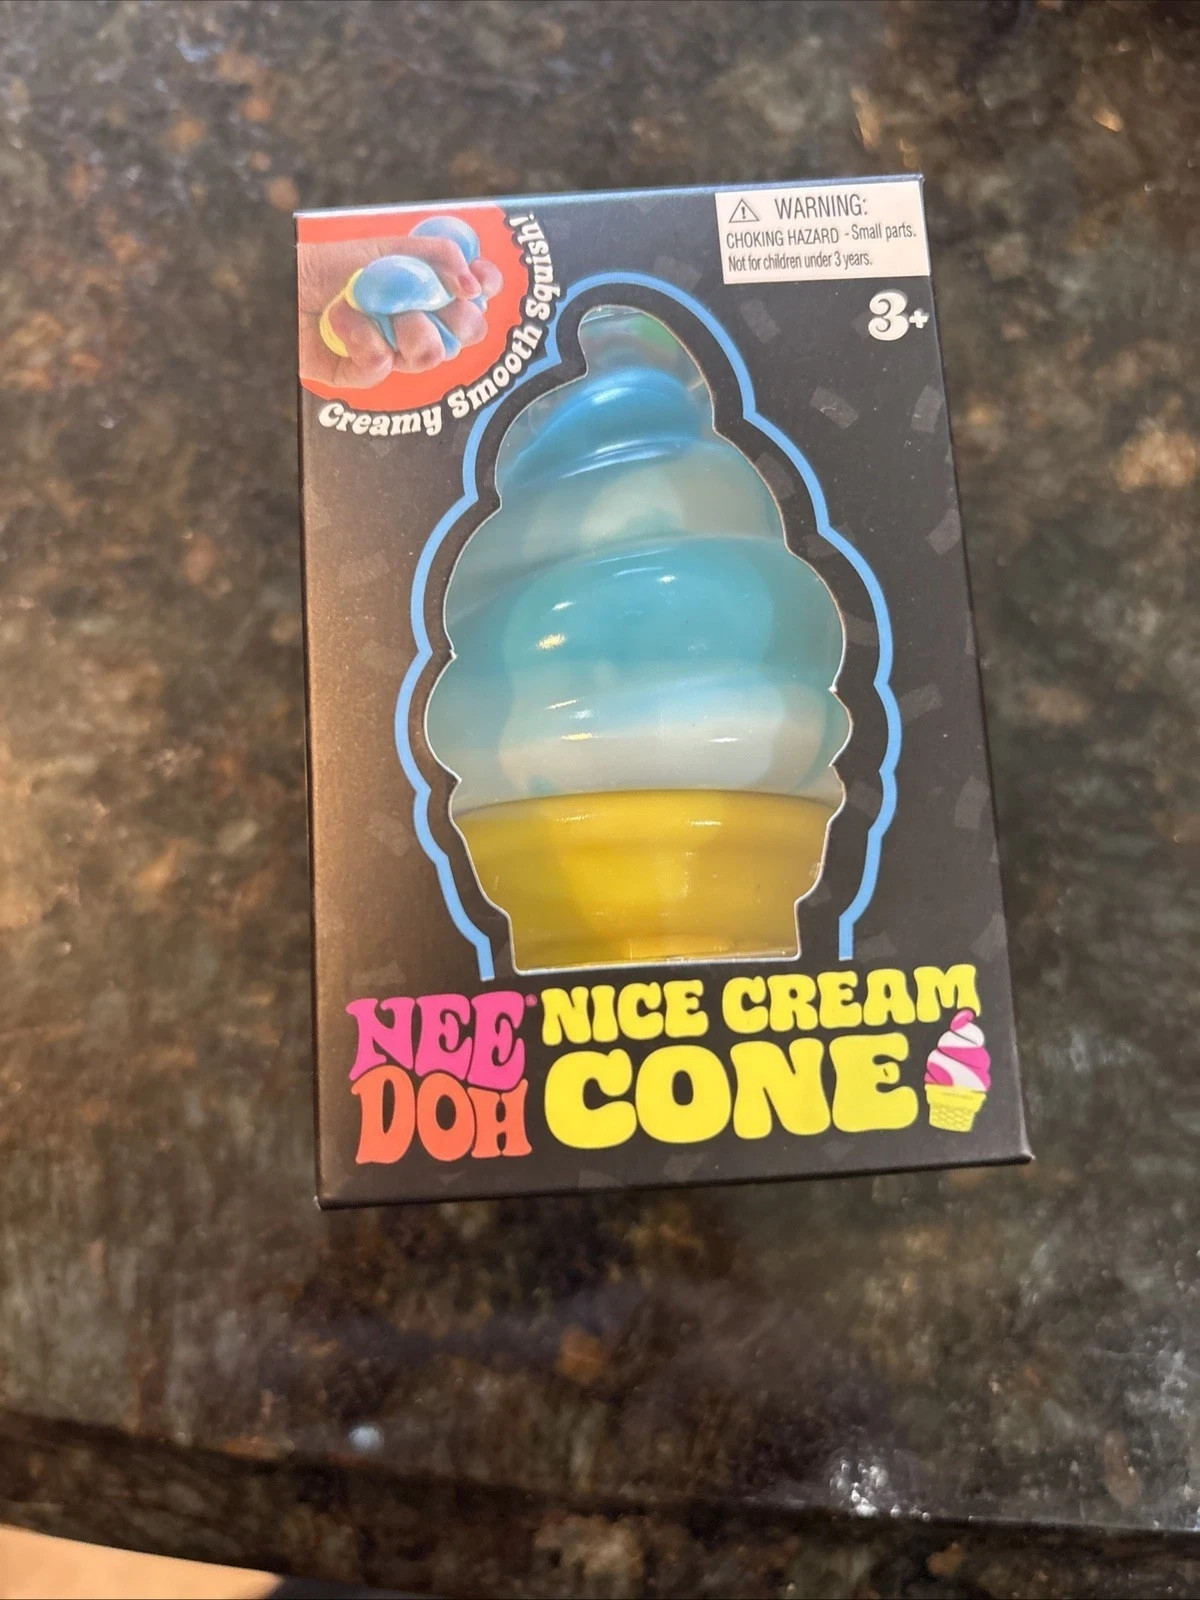 ⚠ WARNING:
CHOKING HAZARD - Small parts.
Not for children under 3 years.
3+
Creamy Smooth Squish!
NEE DOH®
NICE CREAM
CONE